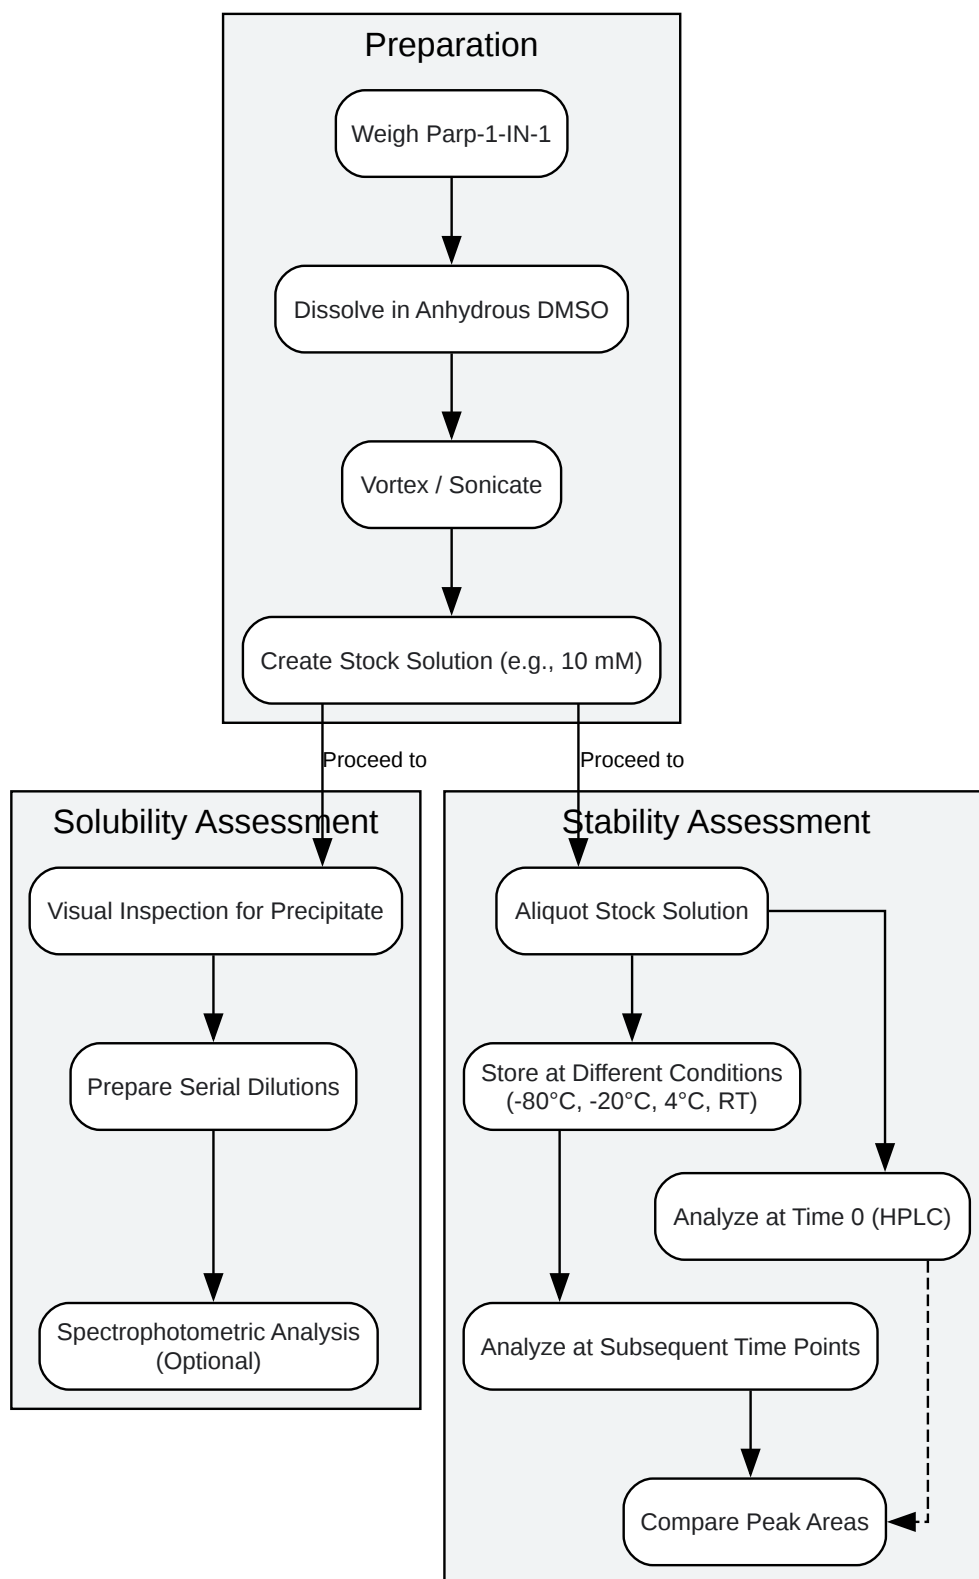 Preparation
Weigh Parp-1-IN-1
Dissolve in Anhydrous DMSO
Vortex / Sonicate
Create Stock Solution (e.g., 10 mM)
Proceed to
Proceed to
Solubility Assessment
Visual Inspection for Precipitate
Prepare Serial Dilutions
Spectrophotometric Analysis
(Optional)
Stability Assessment
Aliquot Stock Solution
Store at Different Conditions
(-80°C, -20°C, 4°C, RT)
Analyze at Time 0 (HPLC)
Analyze at Subsequent Time Points
Compare Peak Areas